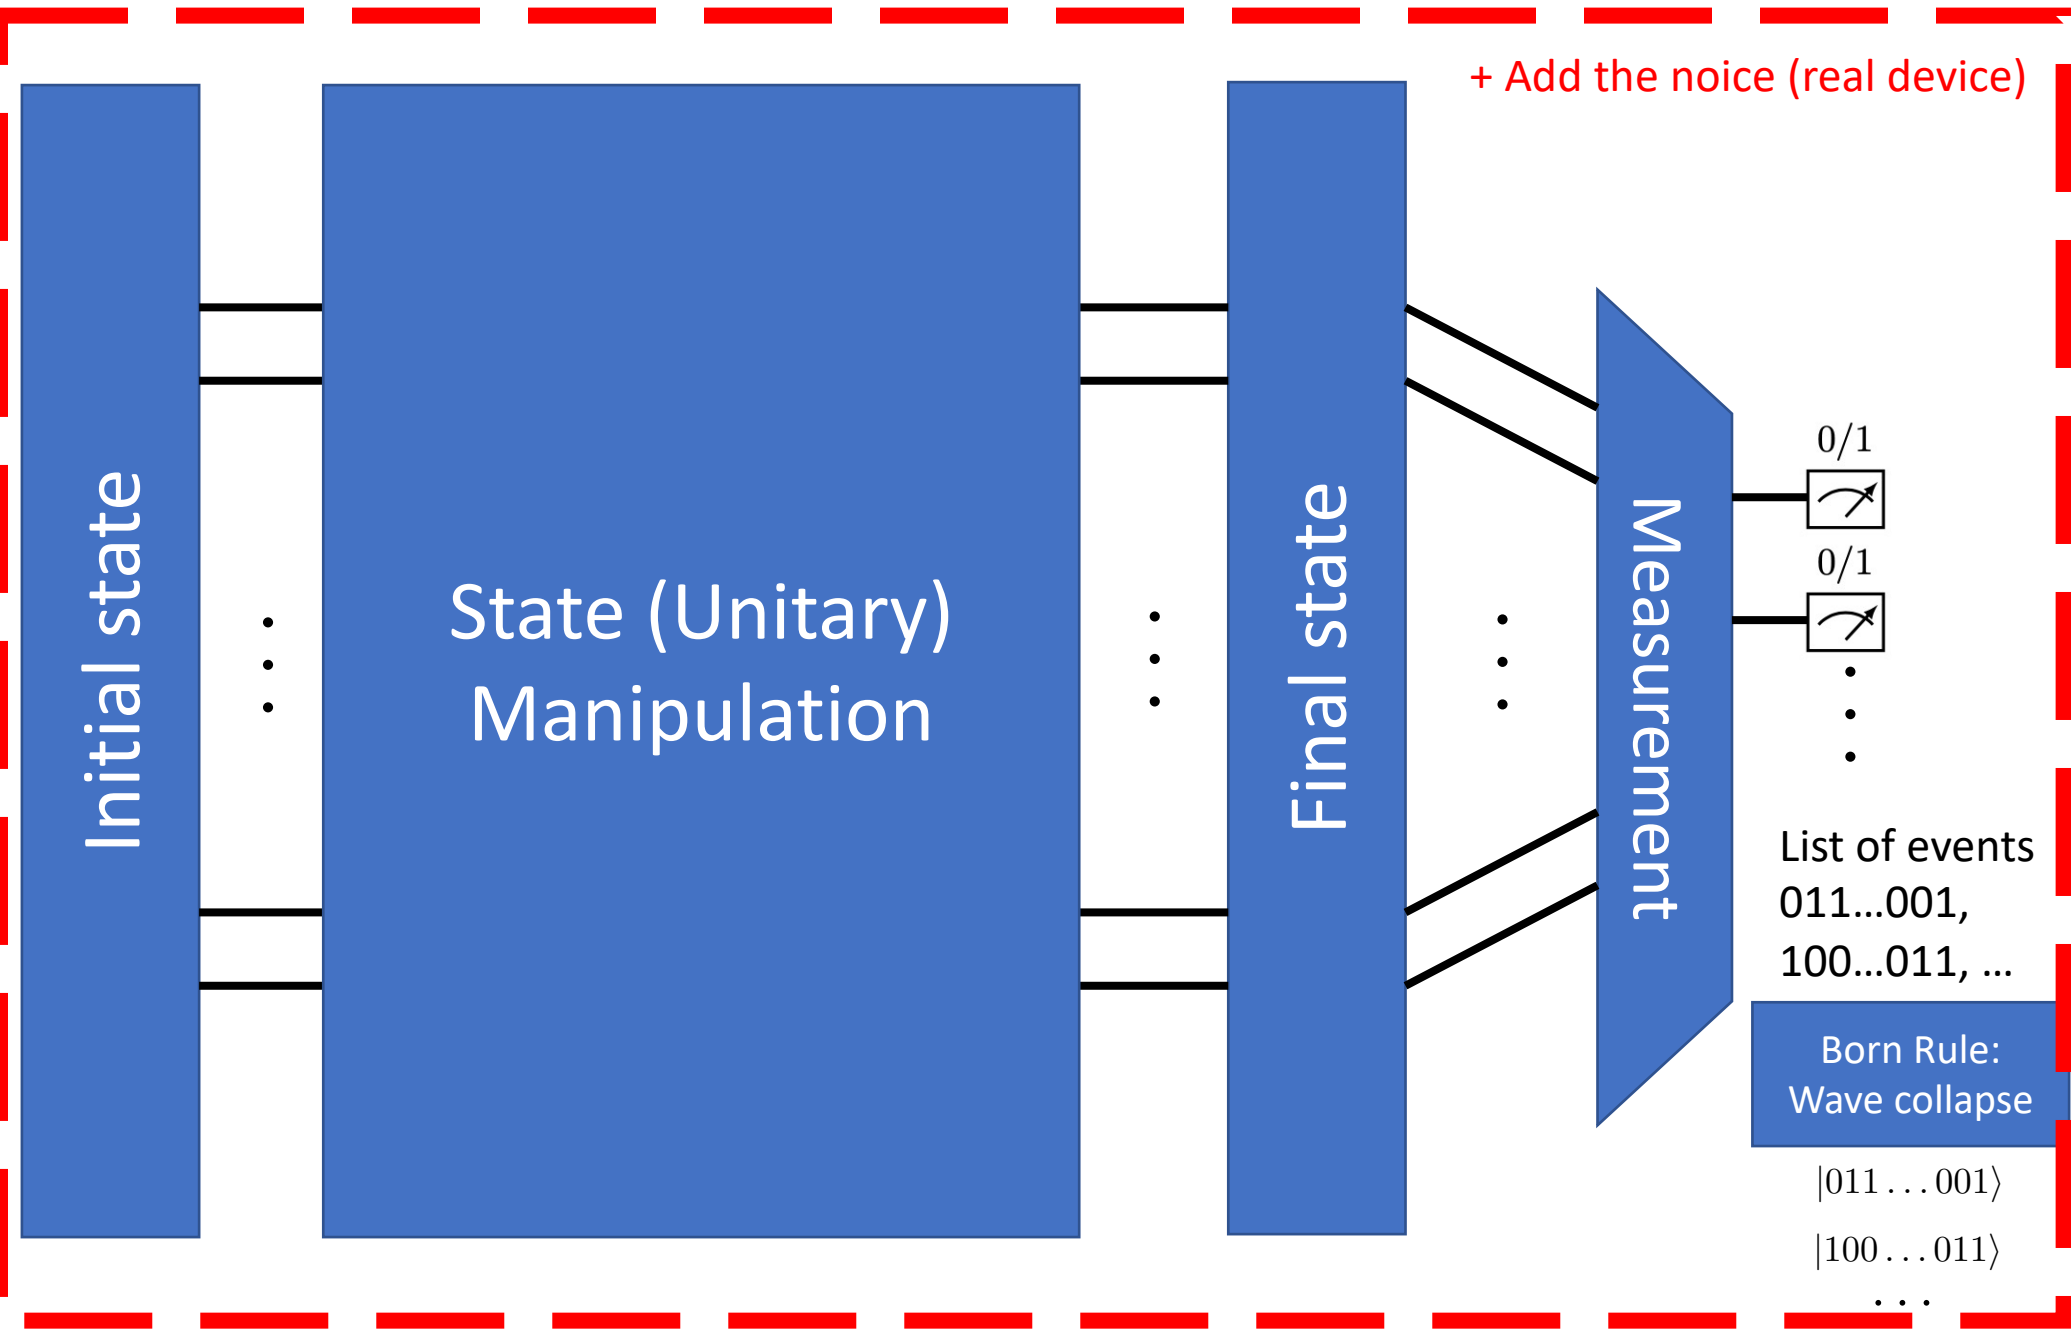 + Add the noice (real device)
Initial state
State (Unitary)
Manipulation
Final state
Measurement
0/1
0/1
List of events
011...001,
100...011, ...
Born Rule:
Wave collapse
|011...001⟩
|100...011⟩
...